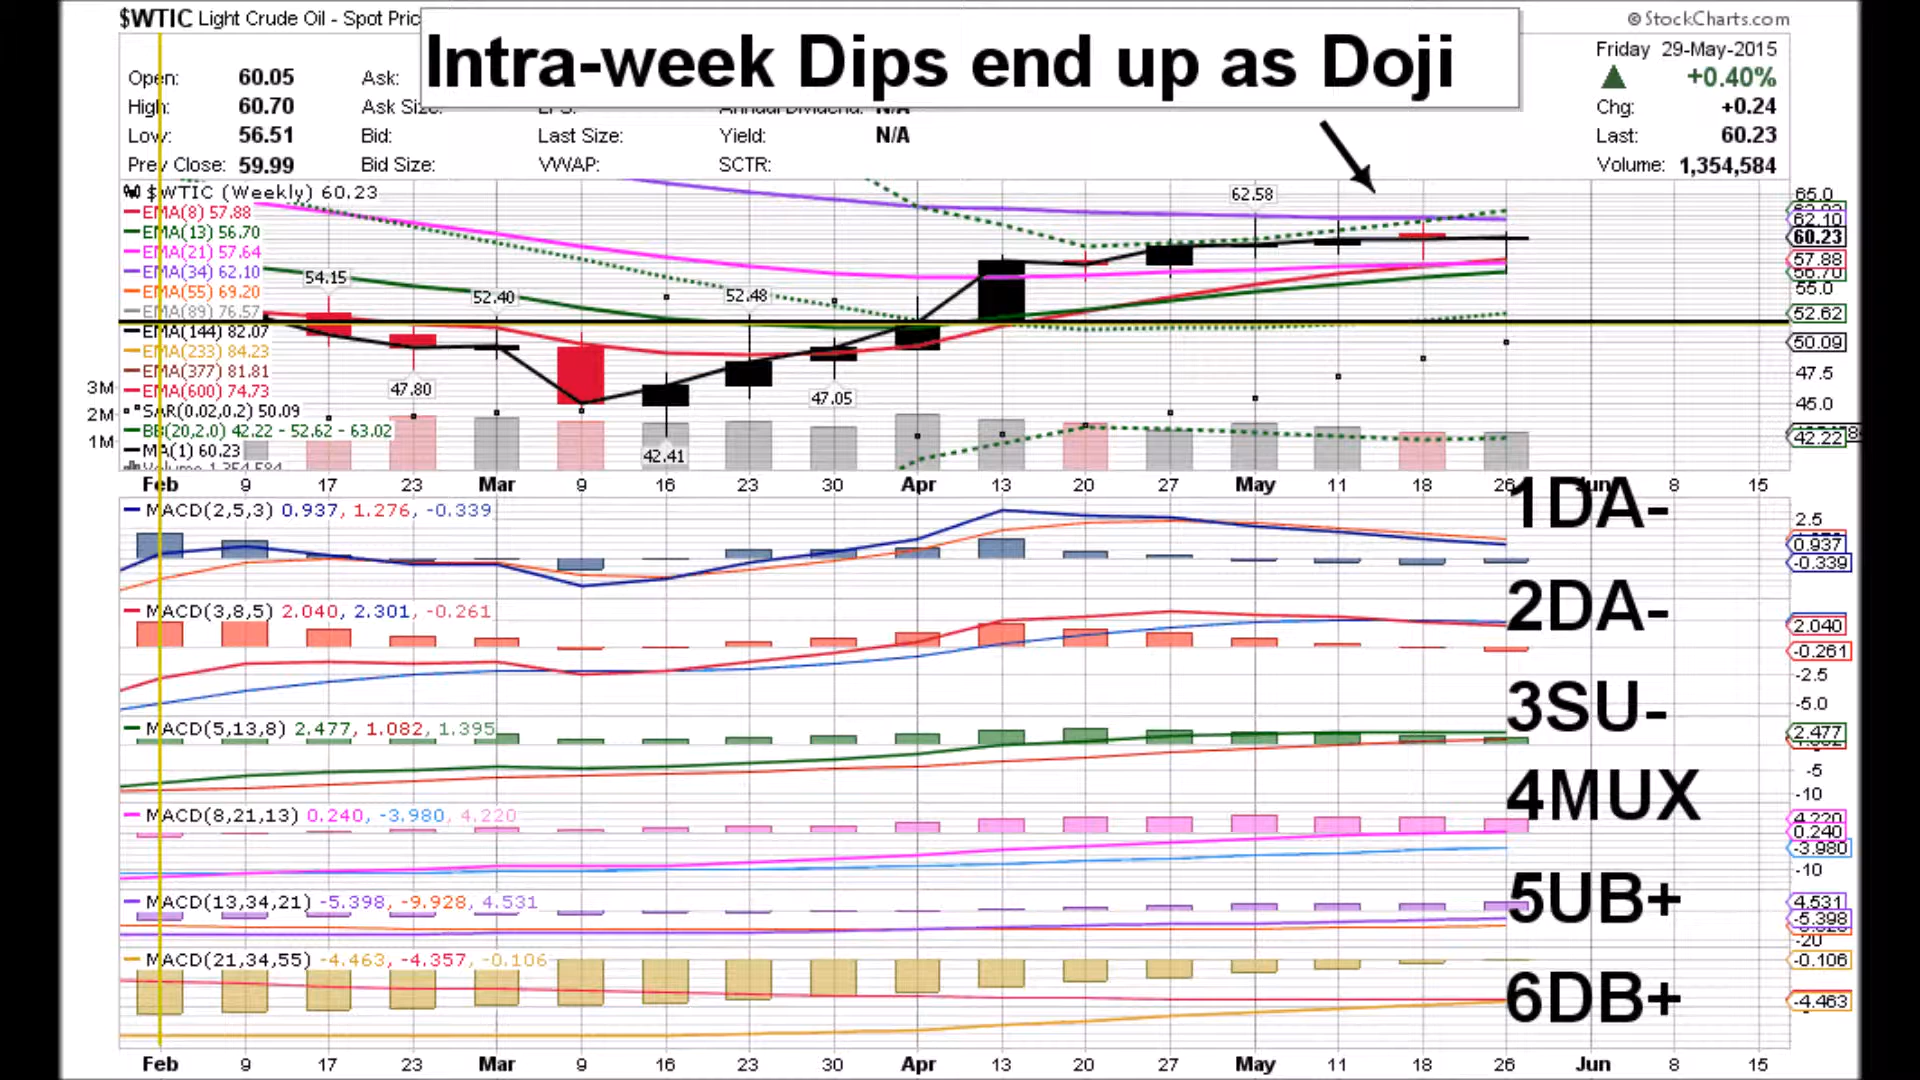 $WTIC Light Crude Oil - Spot Pric
© StockCharts.com
Intra-week Dips end up as Doji
Friday 29-May-2015
Open: 60.05 Ask: +0.40%
High: 60.70 Ask Size: N/A Chg: +0.24
Low: 56.51 Bid: Last Size: Yield: N/A Last: 60.23
Prev Close: 59.99 Bid Size: VWAP: SCTR: Volume: 1,354,584
$WTIC (Weekly) 60.23
EMA(8) 57.88
EMA(13) 56.70
EMA(21) 57.64
EMA(34) 62.10
EMA(55) 69.20
EMA(89) 76.57
EMA(144) 82.07
EMA(233) 84.23
EMA(377) 81.81
EMA(600) 74.73
SAR(0.02,0.2) 50.09
BB(20,2.0) 42.22 - 52.62 - 63.02
MA(1) 60.23
Volume 1,354,584
3M
2M
1M
54.15
47.80
52.40
42.41
52.48
47.05
62.58
65.0
62.10
60.23
57.88
56.70
55.0
52.62
50.09
47.5
45.0
42.22
Feb 9 17 23 Mar 9 16 23 30 Apr 13 20 27 May 11 18 26 Jun 8 15
MACD(2,5,3) 0.937, 1.276, -0.339
1DA-
2.5
0.937
-0.339
MACD(3,8,5) 2.040, 2.301, -0.261
2DA-
2.040
-0.261
-2.5
-5.0
MACD(5,13,8) 2.477, 1.082, 1.395
3SU-
2.477
-5
-10
MACD(8,21,13) 0.240, -3.980, 4.220
4MUX
4.220
0.240
-3.980
-10
MACD(13,34,21) -5.398, -9.928, 4.531
5UB+
4.531
-5.398
-20
MACD(21,34,55) -4.463, -4.357, -0.106
6DB+
-0.106
-4.463
Feb 9 17 23 Mar 9 16 23 30 Apr 13 20 27 May 11 18 26 Jun 8 15